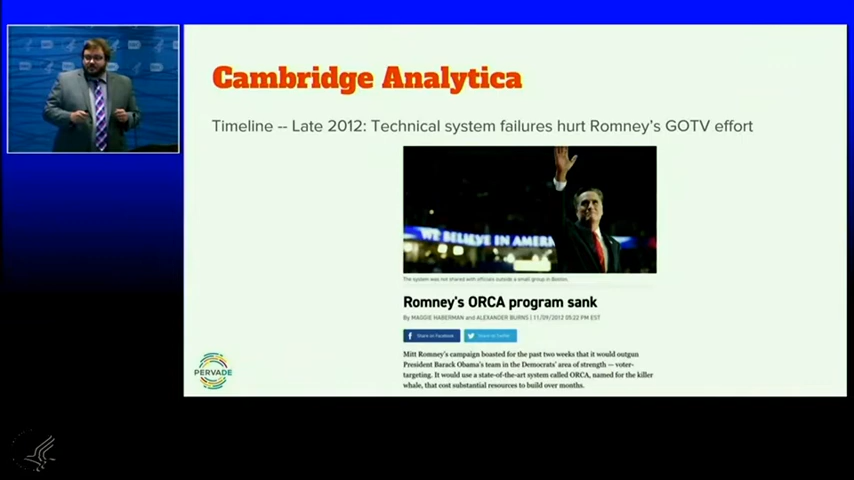 Cambridge Analytica
Timeline -- Late 2012: Technical system failures hurt Romney's GOTV effort
WE BELIEVE IN AMERI
The system was not shared with officials outside a small group in Boston.
Romney's ORCA program sank
By MAGGIE HABERMAN and ALEXANDER BURNS | 11/09/2012 05:22 PM EST
Share on Facebook
Share on Twitter
Mitt Romney's campaign boasted for the past two weeks that it would outgun
President Barack Obama's team in the Democrats' area of strength — voter-
targeting. It would use a state-of-the-art system called ORCA, named for the killer
whale, that cost substantial resources to build over months.
PERVADE